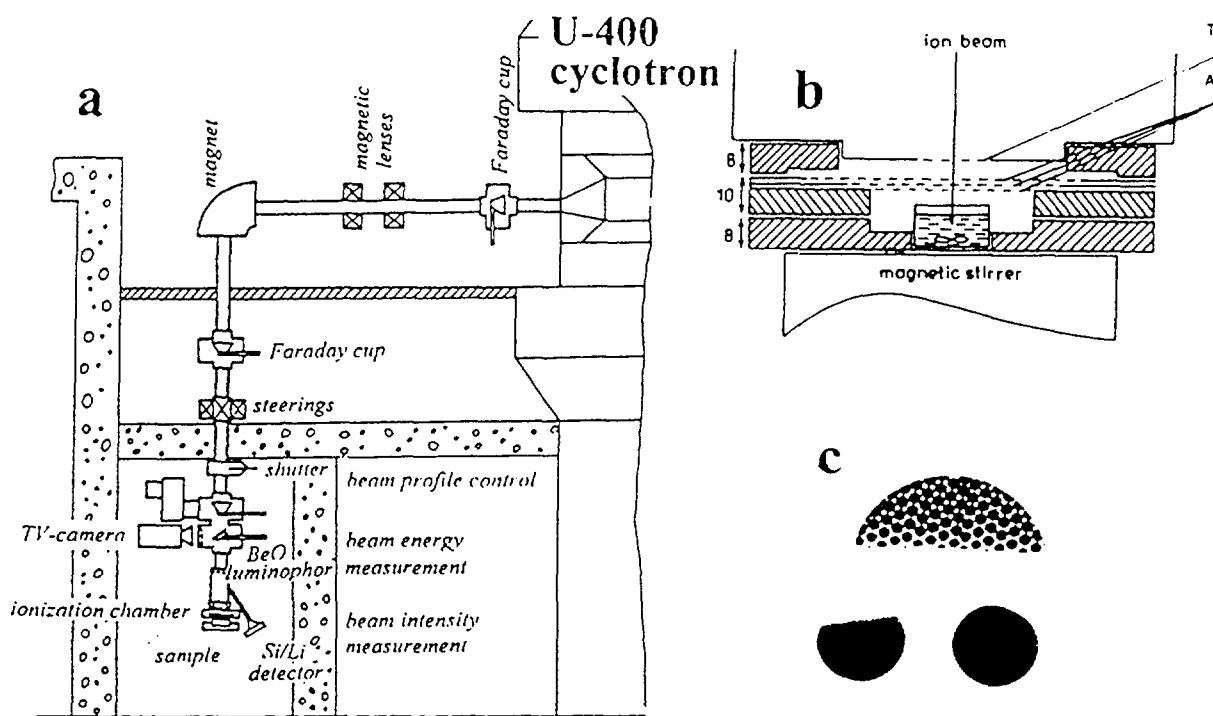 a
U-400
cyclotron
magnet
magnetic
lenses
Faraday cup
Faraday cup
steerings
shutter
beam profile control
TV-camera
BeO
luminophor
beam energy
measurement
ionization chamber
beam intensity
measurement
sample
Si/Li
detector
b
ion beam
T
A
8
10
8
magnetic stirrer
c